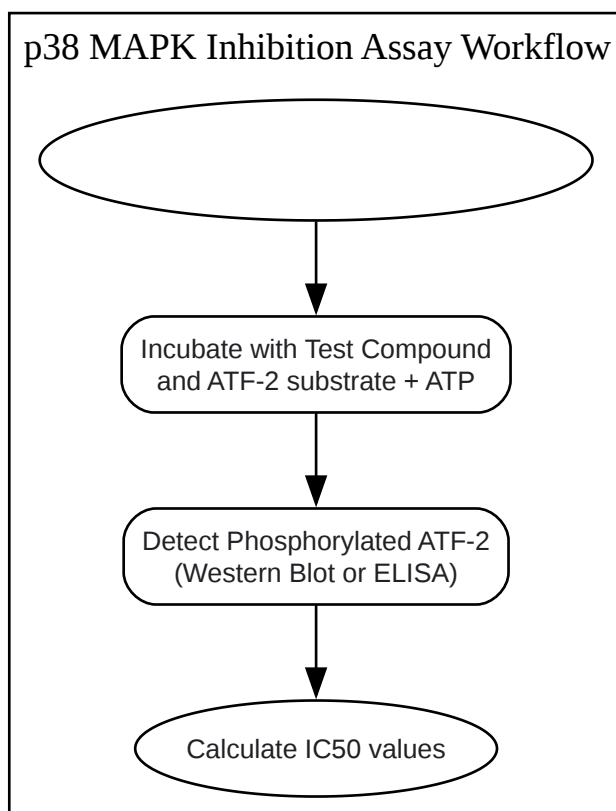 p38 MAPK Inhibition Assay Workflow
Incubate with Test Compound
and ATF-2 substrate + ATP
Detect Phosphorylated ATF-2
(Western Blot or ELISA)
Calculate IC50 values